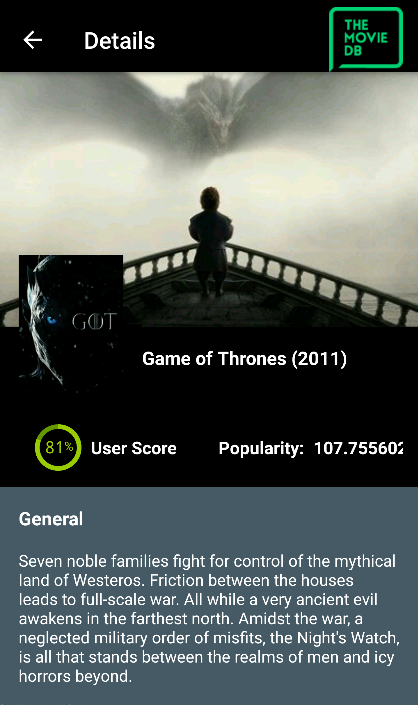 Details
THE
MOVIE
DB
GOT
Game of Thrones (2011)
81%
User Score
Popularity: 107.755602
General
Seven noble families fight for control of the mythical
land of Westeros. Friction between the houses
leads to full-scale war. All while a very ancient evil
awakens in the farthest north. Amidst the war, a
neglected military order of misfits, the Night's Watch,
is all that stands between the realms of men and icy
horrors beyond.